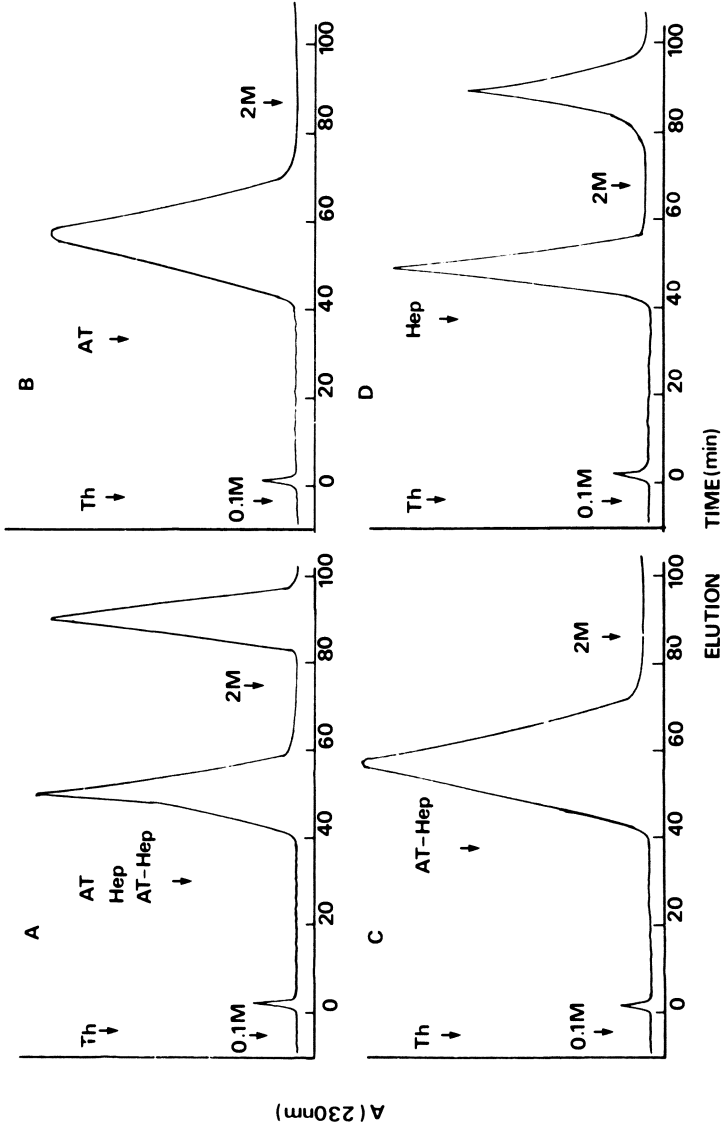 A
Th
AT
Hep
AT-Hep
0.1M
2M
0 20 40 60 80 100
B
Th
AT
0.1M
2M
0 20 40 60 80 100
C
Th
AT-Hep
0.1M
2M
0 20 40 60 80 100
D
Th
Hep
0.1M
2M
0 20 40 60 80 100
A (230nm)
ELUTION TIME (min)